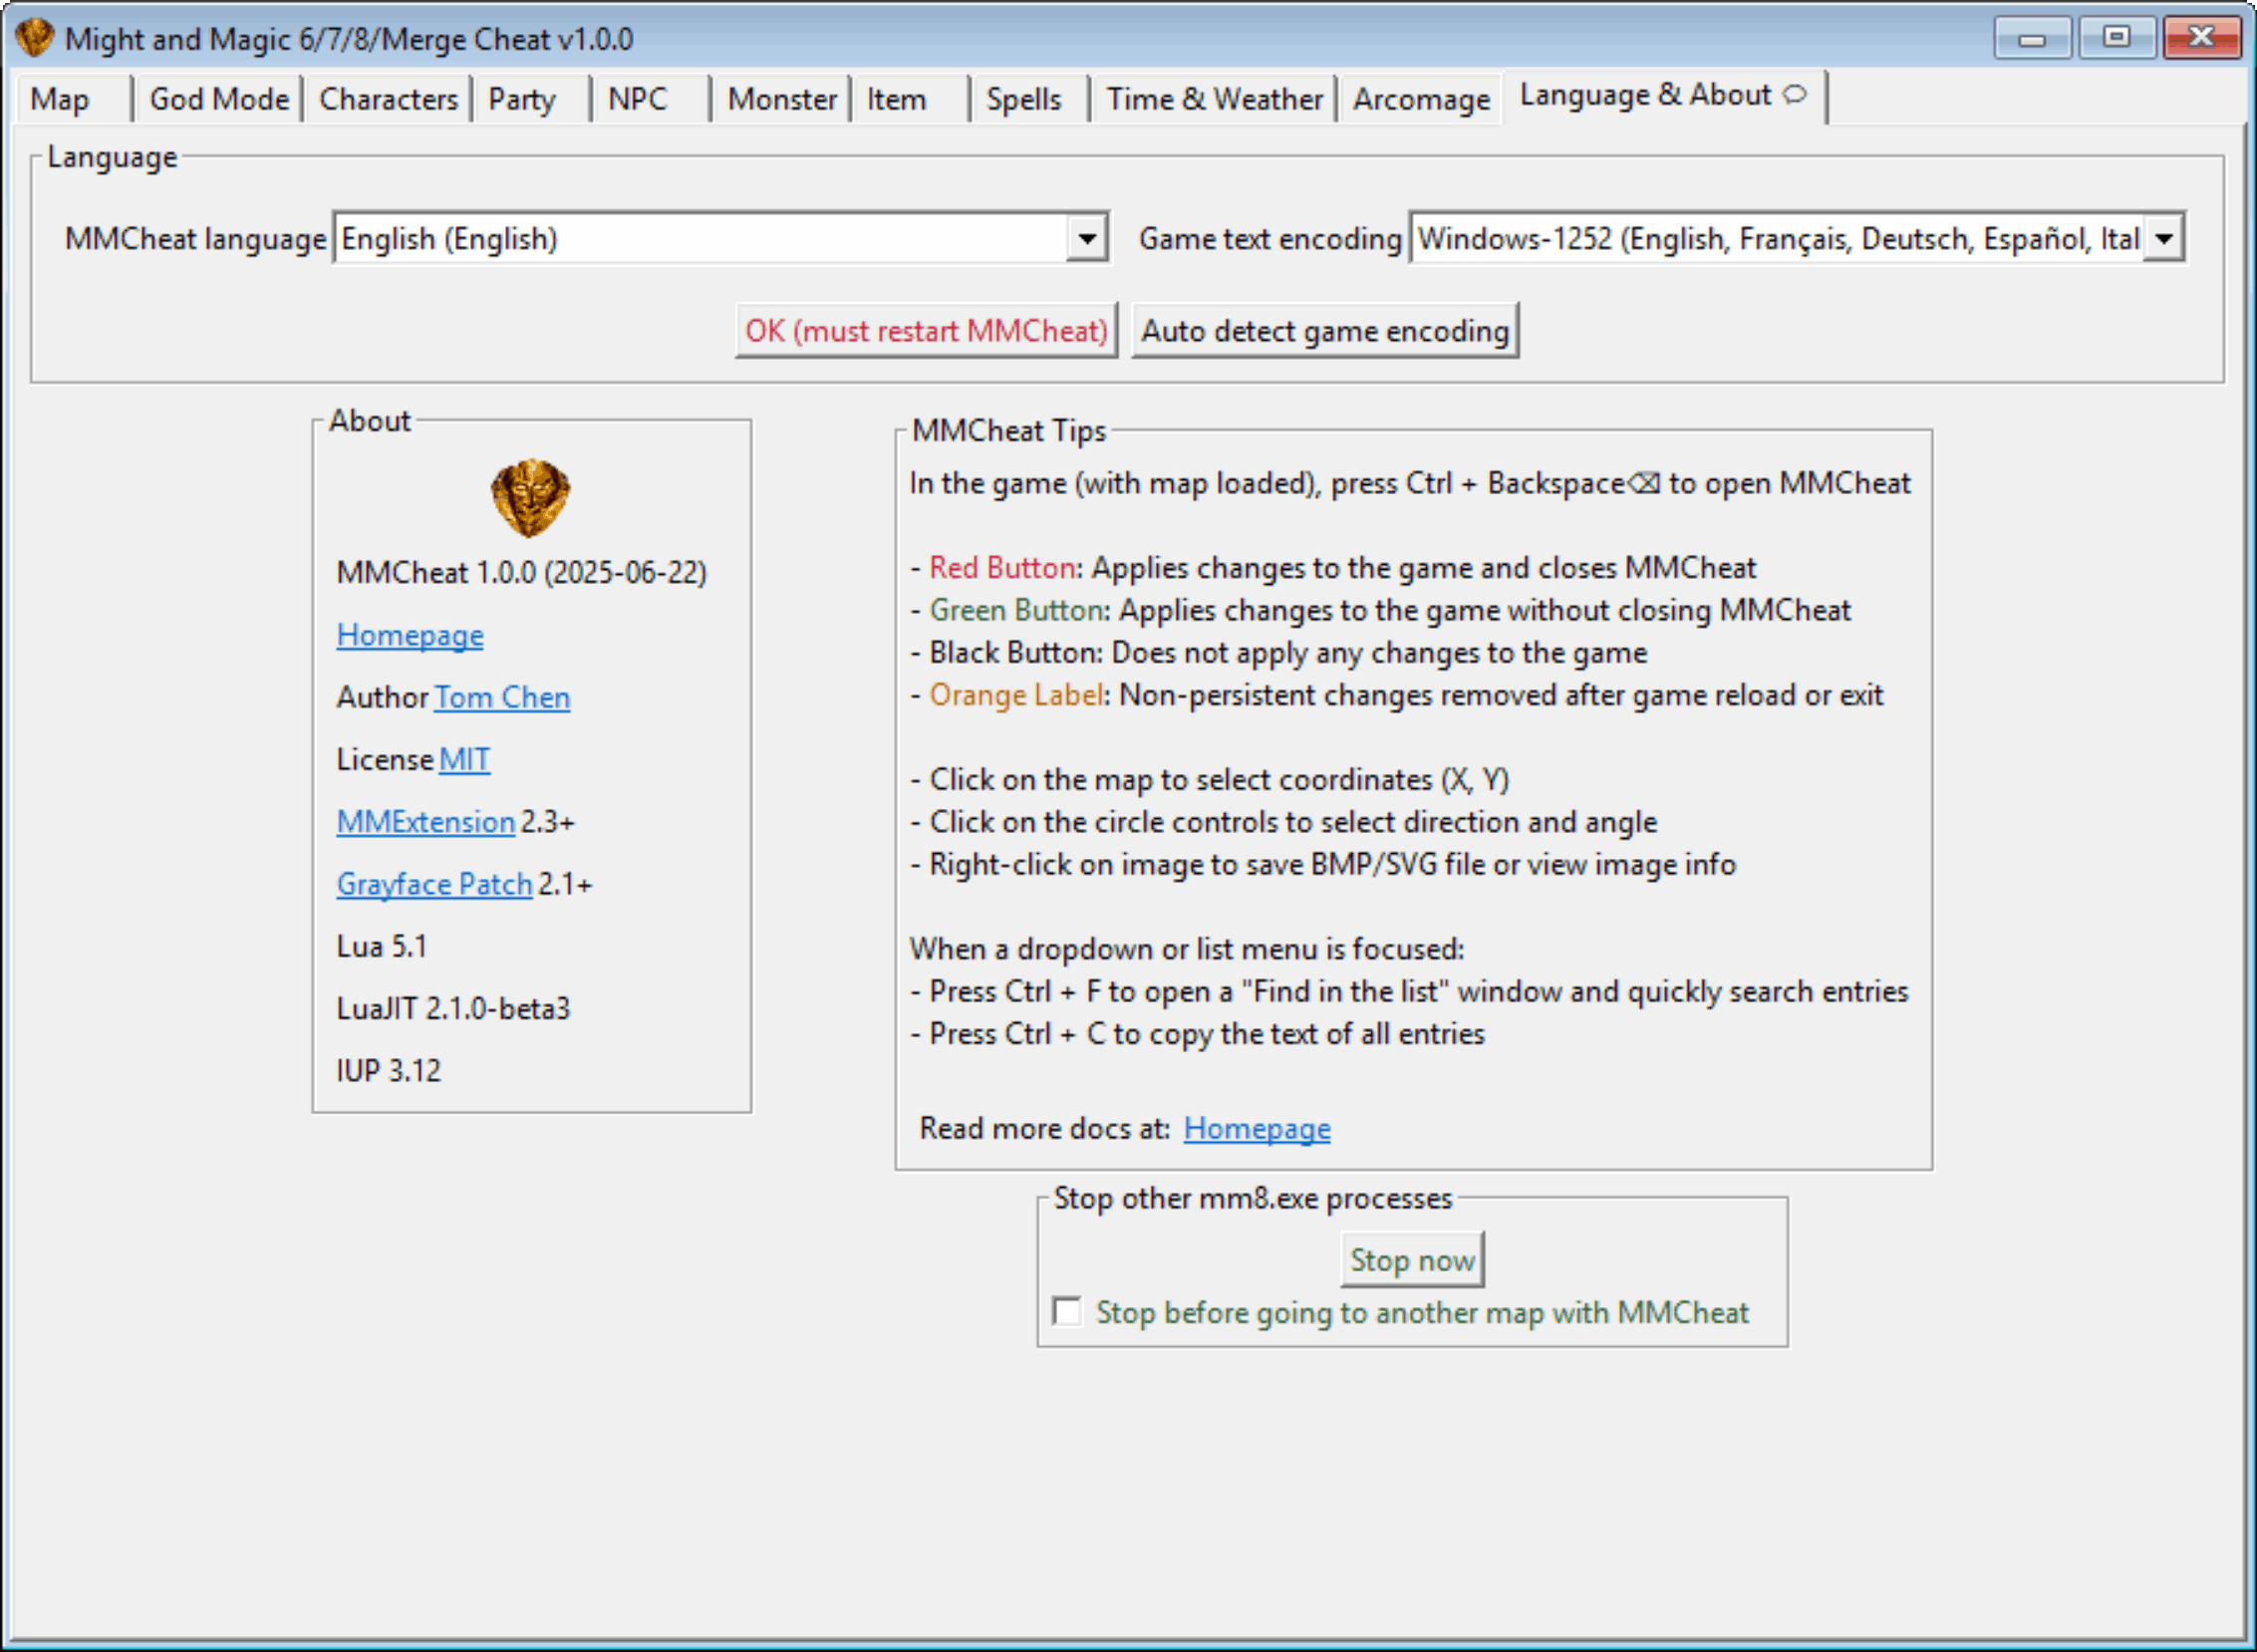 Might and Magic 6/7/8/Merge Cheat v1.0.0
Map God Mode Characters Party NPC Monster Item Spells Time & Weather Arcomage Language & About
Language
MMCheat language English (English) Game text encoding Windows-1252 (English, Français, Deutsch, Español, Ital
OK (must restart MMCheat) Auto detect game encoding
About
MMCheat 1.0.0 (2025-06-22)
Homepage
Author Tom Chen
License MIT
MMExtension 2.3+
Grayface Patch 2.1+
Lua 5.1
LuaJIT 2.1.0-beta3
IUP 3.12
MMCheat Tips
In the game (with map loaded), press Ctrl + Backspace⌫ to open MMCheat
- Red Button: Applies changes to the game and closes MMCheat
- Green Button: Applies changes to the game without closing MMCheat
- Black Button: Does not apply any changes to the game
- Orange Label: Non-persistent changes removed after game reload or exit
- Click on the map to select coordinates (X, Y)
- Click on the circle controls to select direction and angle
- Right-click on image to save BMP/SVG file or view image info
When a dropdown or list menu is focused:
- Press Ctrl + F to open a "Find in the list" window and quickly search entries
- Press Ctrl + C to copy the text of all entries
Read more docs at: Homepage
Stop other mm8.exe processes
Stop now
Stop before going to another map with MMCheat